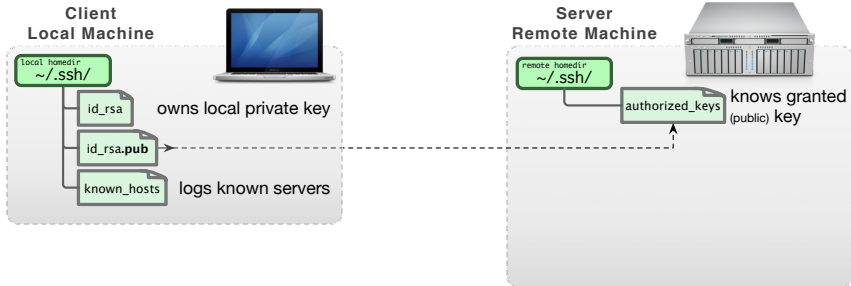 Client
Local Machine
local homedir
~/.ssh/
id_rsa
owns local private key
id_rsa.pub
known_hosts
logs known servers
Server
Remote Machine
remote homedir
~/.ssh/
authorized_keys
knows granted
(public) key